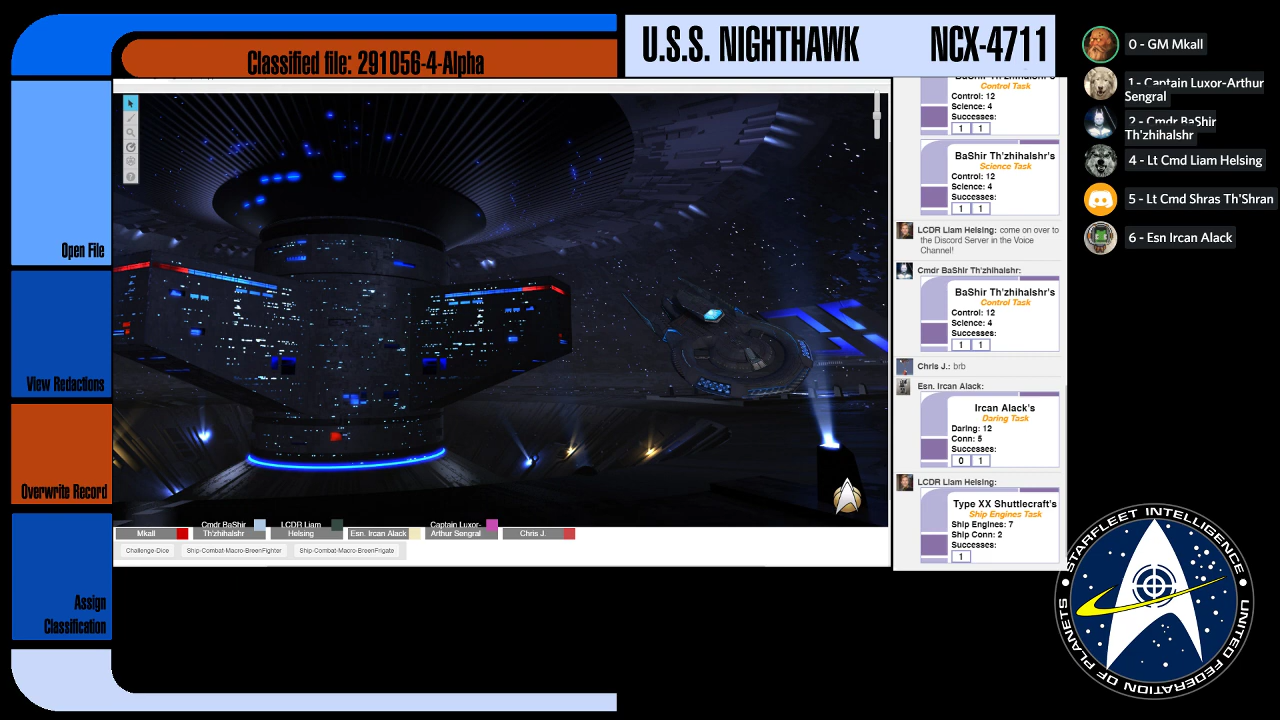 Classified file: 291056-4-Alpha
U.S.S. NIGHTHAWK
NCX-4711
Open File
View Redactions
Overwrite Record
Assign
Classification
BaShir Th'zhihalshr's
Control Task
Control: 12
Science: 4
Successes:
1 1
BaShir Th'zhihalshr's
Science Task
Control: 12
Science: 4
Successes:
1 1
LCDR Liam Helsing: come on over to
the Discord Server in the Voice
Channel!
Cmdr BaShir Th'zhihalshr:
BaShir Th'zhihalshr's
Control Task
Control: 12
Science: 4
Successes:
1 1
Chris J.: brb
Esn. Ircan Alack:
Ircan Alack's
Daring Task
Daring: 12
Conn: 5
Successes:
0 1
LCDR Liam Helsing:
Type XX Shuttlecraft's
Ship Engines Task
Ship Engines: 7
Ship Conn: 2
Successes:
1
Mkall
Cmdr BaShir
Th'zhihalshr
LCDR Liam
Helsing
Esn. Ircan Alack
Captain Luxor-
Arthur Sengral
Chris J.
Challenge-Dice
Ship-Combat-Macro-BreenFighter
Ship-Combat-Macro-BreenFrigate
0 - GM Mkall
1 - Captain Luxor-Arthur
Sengral
2 - Cmdr BaShir
Th'zhihalshr
4 - Lt Cmd Liam Helsing
5 - Lt Cmd Shras Th'Shran
6 - Esn Ircan Alack
STARFLEET INTELLIGENCE
UNITED FEDERATION OF PLANETS